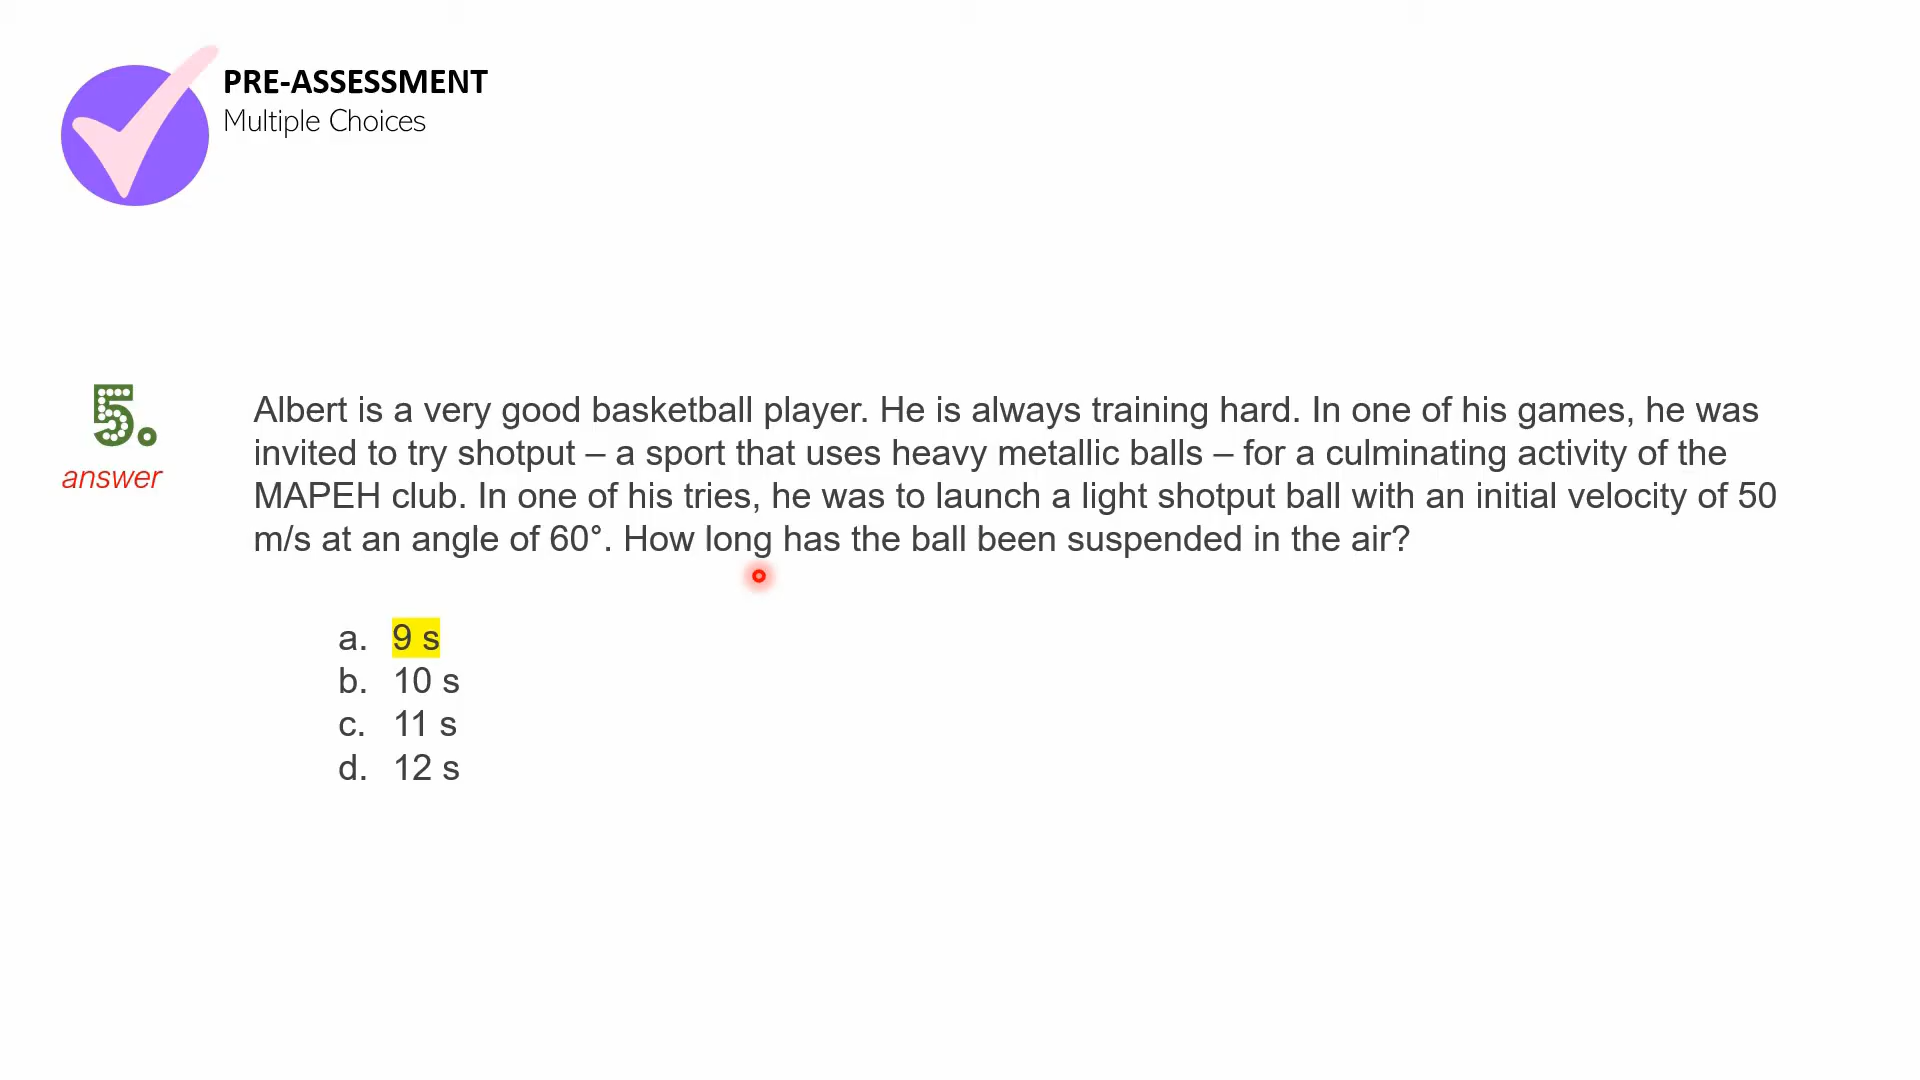 PRE-ASSESSMENT
Multiple Choices
5.
answer
Albert is a very good basketball player. He is always training hard. In one of his games, he was
invited to try shotput – a sport that uses heavy metallic balls – for a culminating activity of the
MAPEH club. In one of his tries, he was to launch a light shotput ball with an initial velocity of 50
m/s at an angle of 60°. How long has the ball been suspended in the air?
a. 9 s
b. 10 s
c. 11 s
d. 12 s